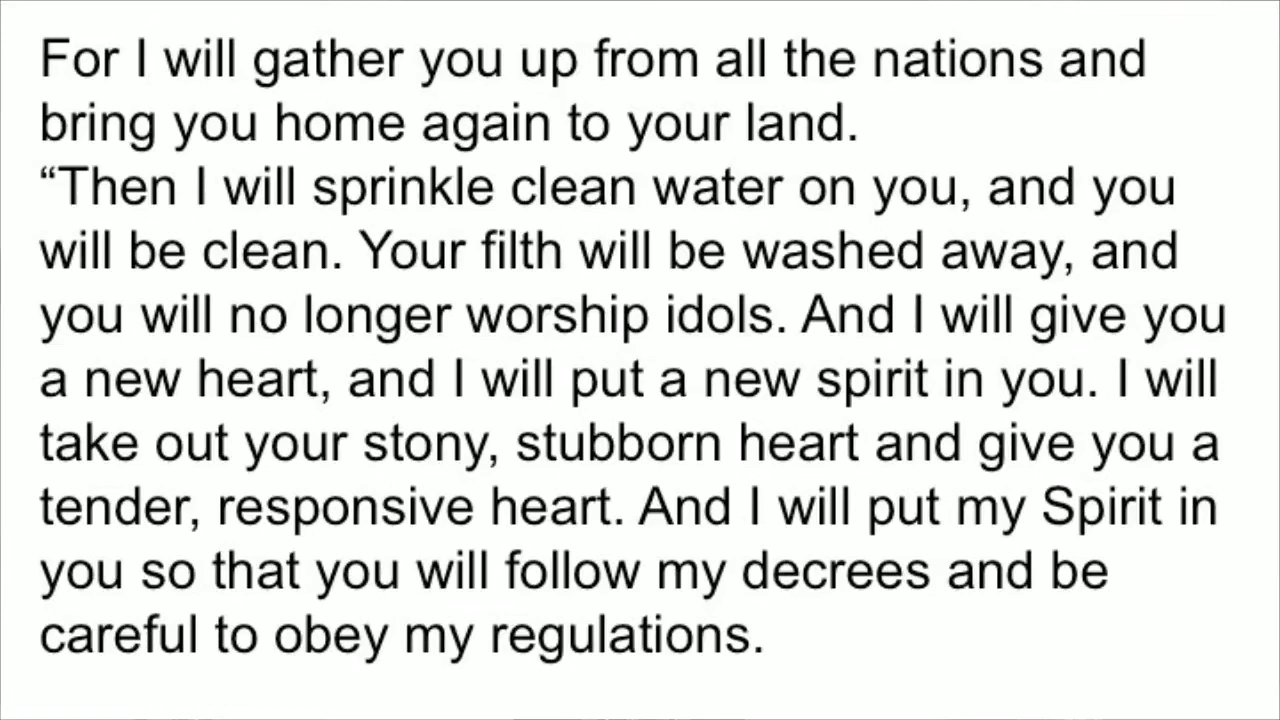 For I will gather you up from all the nations and
bring you home again to your land.
“Then I will sprinkle clean water on you, and you
will be clean. Your filth will be washed away, and
you will no longer worship idols. And I will give you
a new heart, and I will put a new spirit in you. I will
take out your stony, stubborn heart and give you a
tender, responsive heart. And I will put my Spirit in
you so that you will follow my decrees and be
careful to obey my regulations.